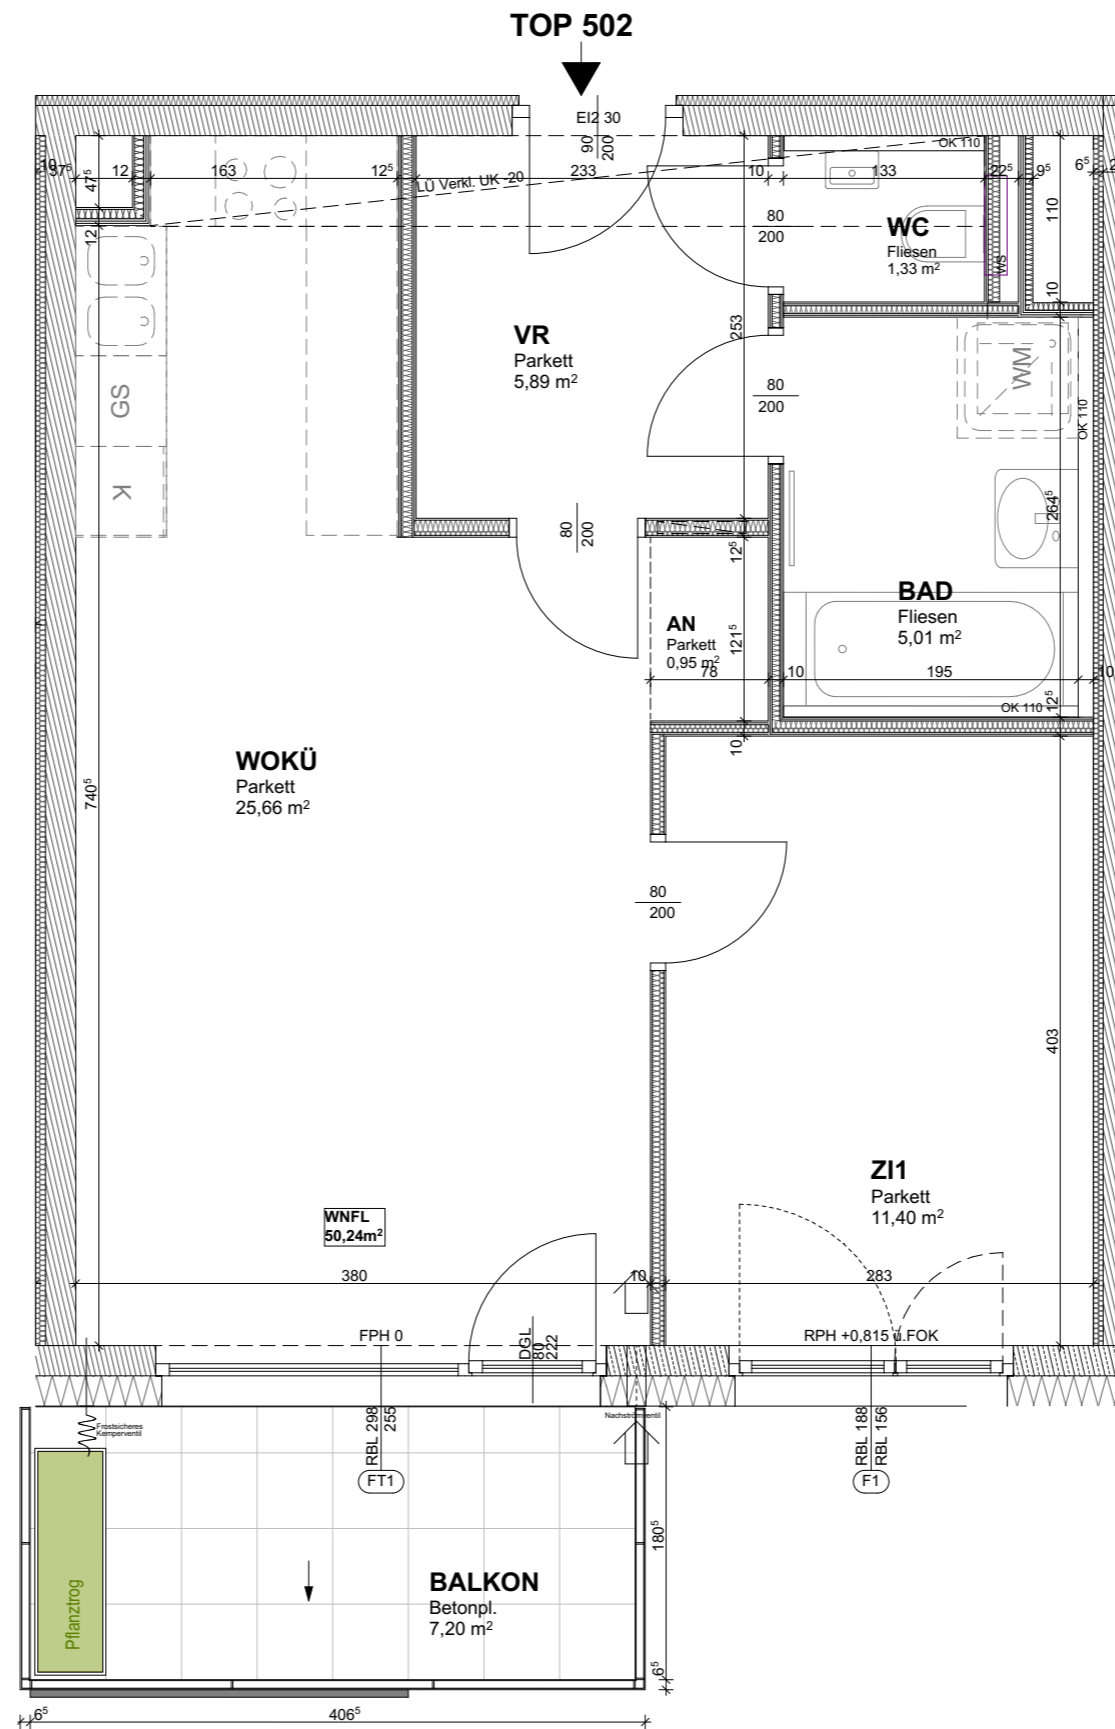 TOP 502
EI2 30
90
200
OK 110
10
37⁵
47⁵
12
163
12⁵
LÜ Verkl. UK -20
233
10
133
22⁵
9⁵
6⁵
110
12
80
200
WC
Fliesen
1,33 m²
WS
10
VR
Parkett
5,89 m²
253
80
200
WM
OK 110
GS
K
80
200
12⁵
264⁵
AN
Parkett
0,95 m²
121⁵
78
BAD
Fliesen
5,01 m²
10
195
10
OK 110
12⁵
10
WOKÜ
Parkett
25,66 m²
740⁵
80
200
403
ZI1
Parkett
11,40 m²
WNFL
50,24m²
380
10
283
FPH 0
DGL
80
222
RPH +0,815 ü.FOK
Frostsicheres
Kemperventil
RBL 298
255
Nachströmventil
RBL 188
RBL 156
FT1
F1
180⁵
Pflanztrog
BALKON
Betonpl.
7,20 m²
6⁵
6⁵
406⁵